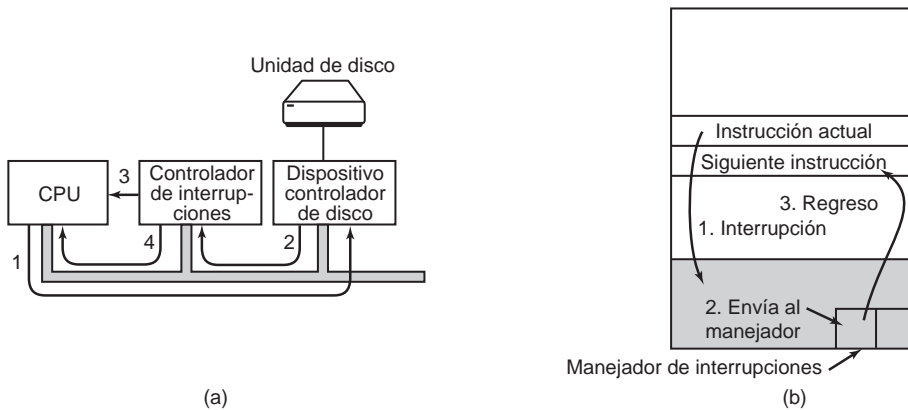 Unidad de disco
CPU
3
Controlador
de interrup-
ciones
Dispositivo
controlador
de disco
1
4
2
(a)
Instrucción actual
Siguiente instrucción
3. Regreso
1. Interrupción
2. Envía al
manejador
Manejador de interrupciones
(b)